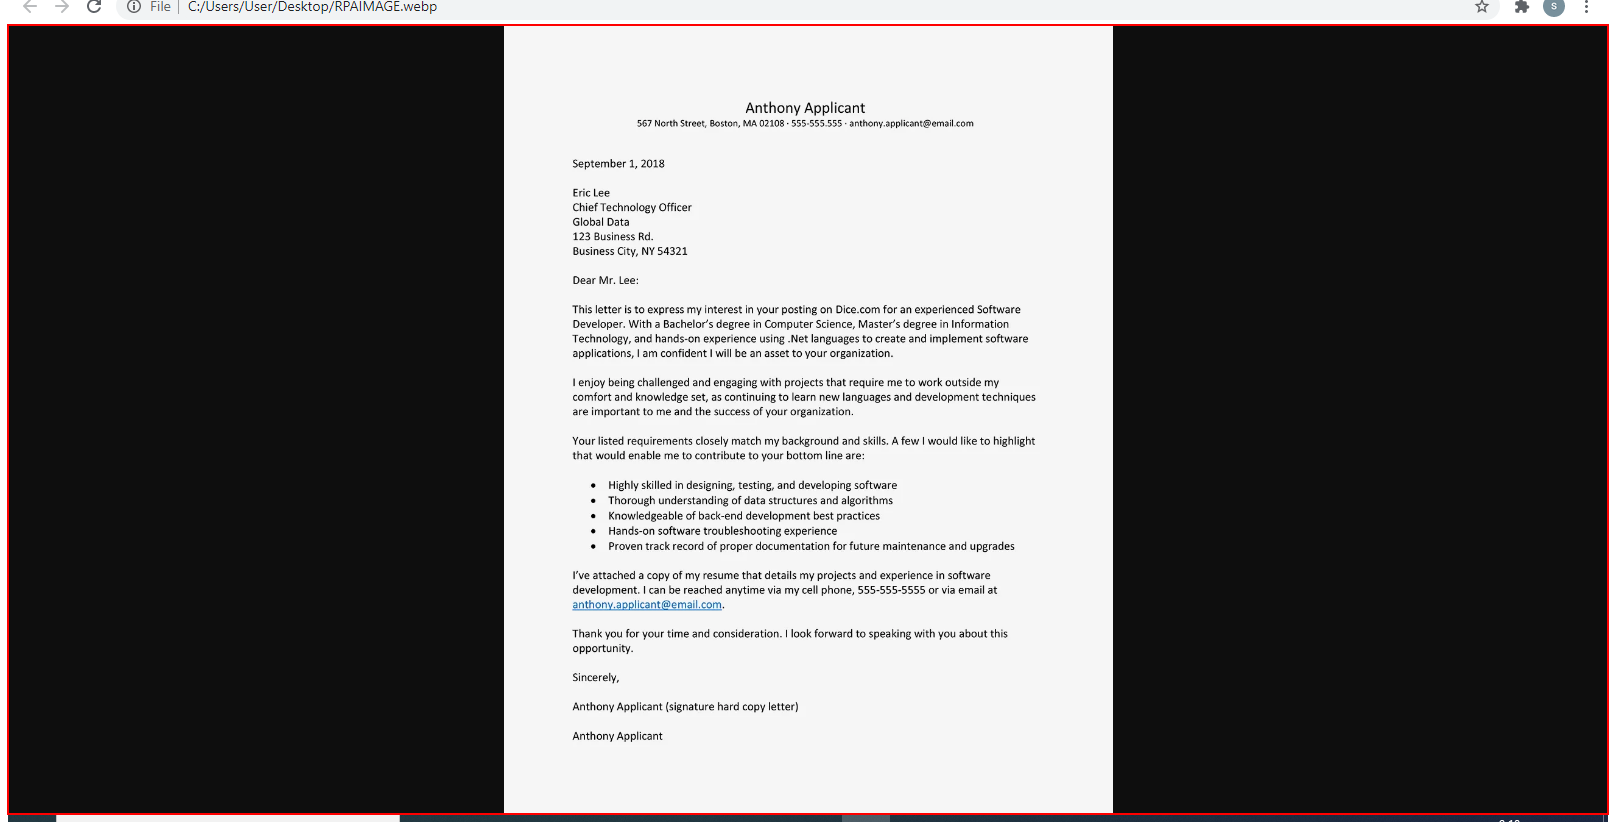 File | C:/Users/User/Desktop/RPAIMAGE.webp
S
Anthony Applicant
567 North Street, Boston, MA 02108 · 555-555.555 · anthony.applicant@email.com
September 1, 2018
Eric Lee
Chief Technology Officer
Global Data
123 Business Rd.
Business City, NY 54321
Dear Mr. Lee:
This letter is to express my interest in your posting on Dice.com for an experienced Software
Developer. With a Bachelor's degree in Computer Science, Master's degree in Information
Technology, and hands-on experience using .Net languages to create and implement software
applications, I am confident I will be an asset to your organization.
I enjoy being challenged and engaging with projects that require me to work outside my
comfort and knowledge set, as continuing to learn new languages and development techniques
are important to me and the success of your organization.
Your listed requirements closely match my background and skills. A few I would like to highlight
that would enable me to contribute to your bottom line are:
• Highly skilled in designing, testing, and developing software
• Thorough understanding of data structures and algorithms
• Knowledgeable of back-end development best practices
• Hands-on software troubleshooting experience
• Proven track record of proper documentation for future maintenance and upgrades
I've attached a copy of my resume that details my projects and experience in software
development. I can be reached anytime via my cell phone, 555-555-5555 or via email at
anthony.applicant@email.com.
Thank you for your time and consideration. I look forward to speaking with you about this
opportunity.
Sincerely,
Anthony Applicant (signature hard copy letter)
Anthony Applicant